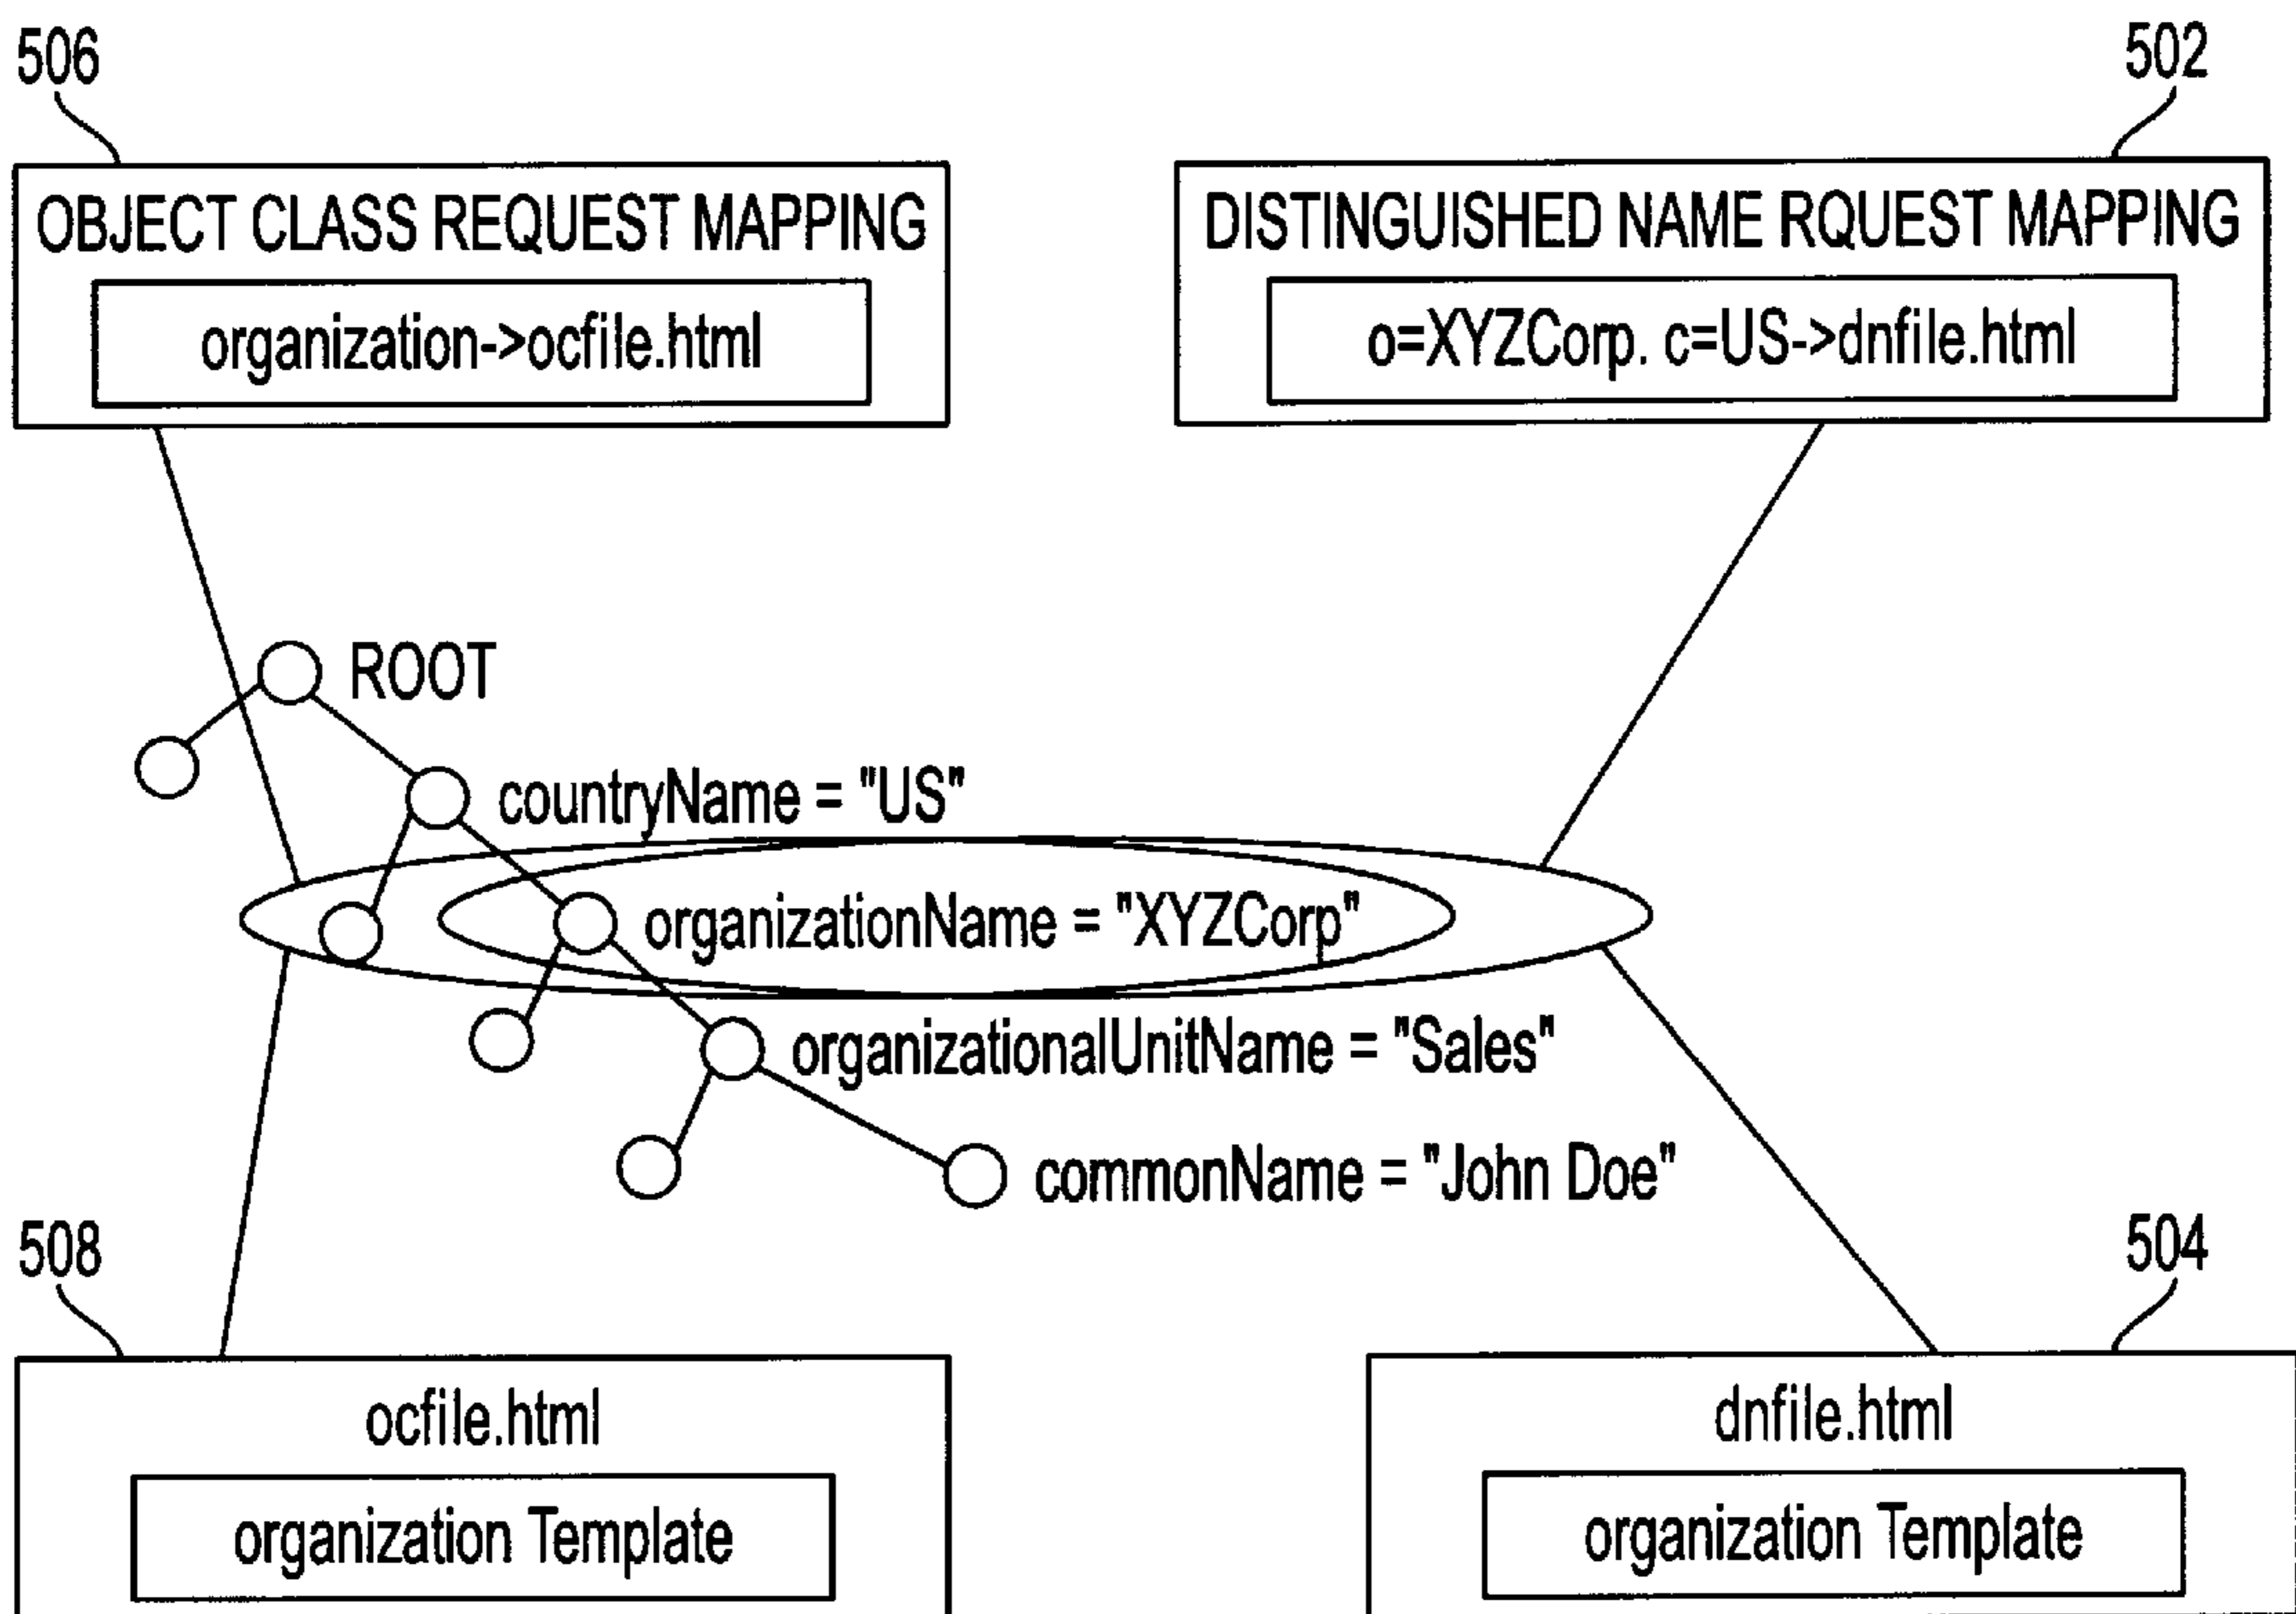 506
502
OBJECT CLASS REQUEST MAPPING
DISTINGUISHED NAME RQUEST MAPPING
organization->ocfile.html
o=XYZCorp. c=US->dnfile.html
ROOT
countryName = "US"
organizationName = "XYZCorp"
organizationalUnitName = "Sales"
commonName = "John Doe"
508
504
ocfile.html
dnfile.html
organization Template
organization Template